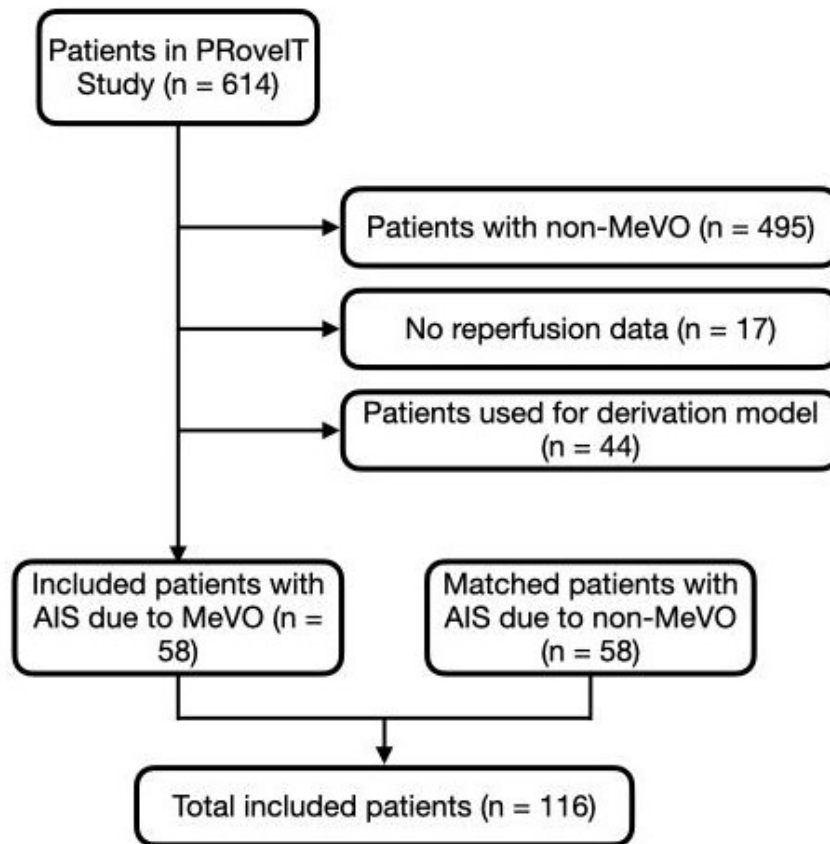 Patients in PRoveIT
Study (n = 614)
Patients with non-MeVO (n = 495)
No reperfusion data (n = 17)
Patients used for derivation model
(n = 44)
Included patients with
AIS due to MeVO (n =
58)
Matched patients with
AIS due to non-MeVO
(n = 58)
Total included patients (n = 116)